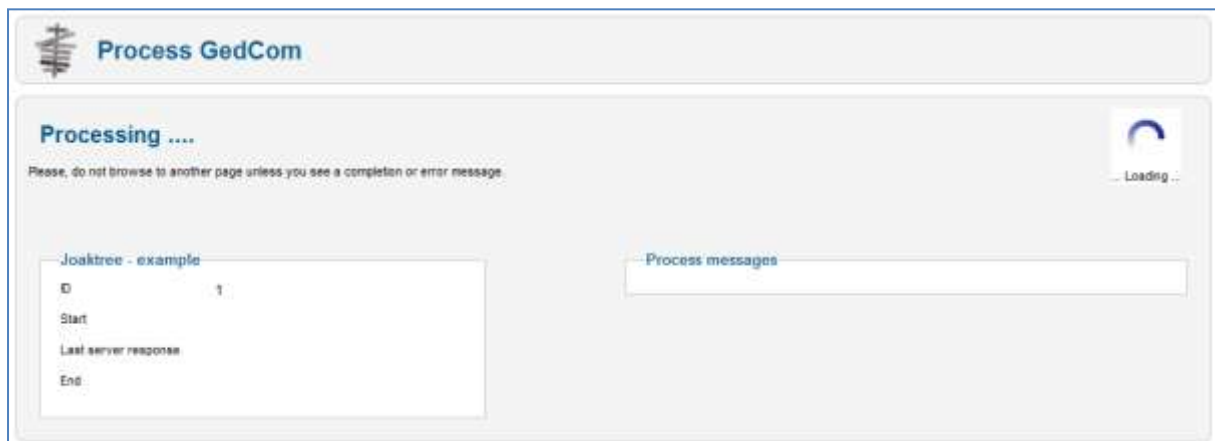 Process GedCom
Processing ....
Please, do not browse to another page unless you see a completion or error message.
... Loading ...
Joaktree - example
ID 1
Start
Last server response
End
Process messages